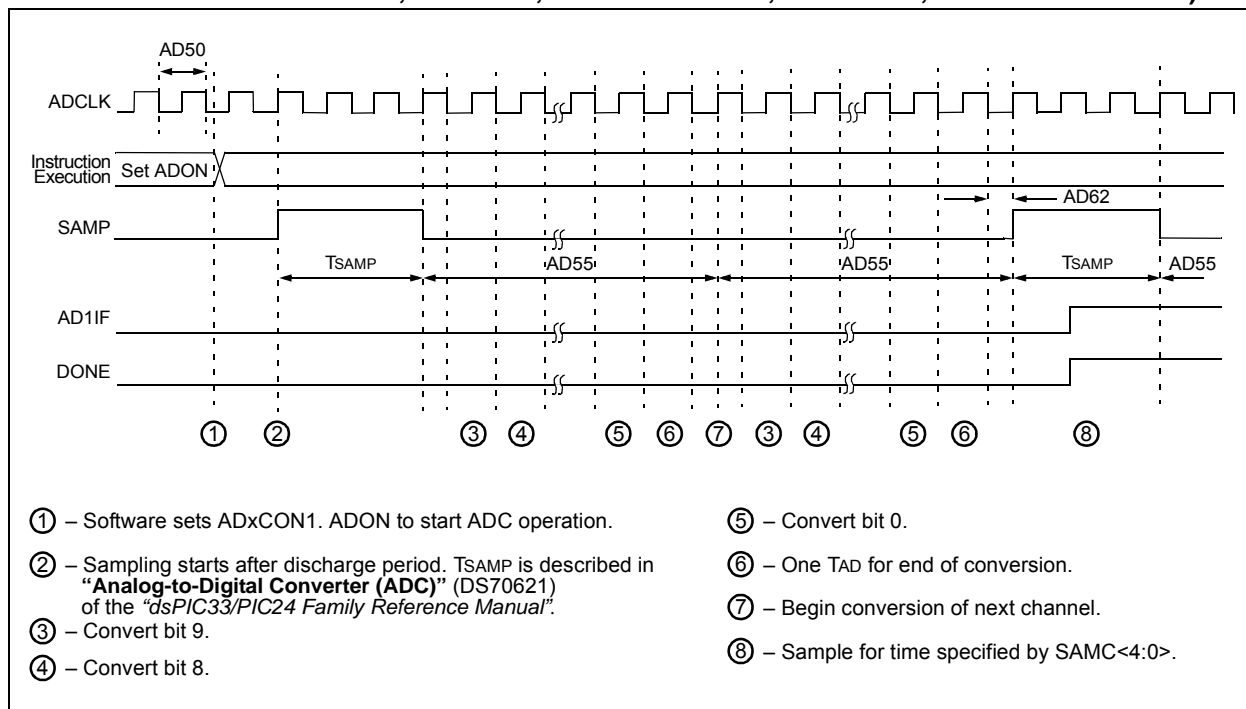 AD50
ADCLK
Instruction
Execution
Set ADON
AD62
SAMP
TSAMP
AD55
AD55
TSAMP
AD55
AD1IF
DONE
1 2 3 4 5 6 7 3 4 5 6 8
1 – Software sets ADxCON1. ADON to start ADC operation.
2 – Sampling starts after discharge period. TSAMP is described in
“Analog-to-Digital Converter (ADC)” (DS70621)
of the “dsPIC33/PIC24 Family Reference Manual”.
3 – Convert bit 9.
4 – Convert bit 8.
5 – Convert bit 0.
6 – One TAD for end of conversion.
7 – Begin conversion of next channel.
8 – Sample for time specified by SAMC<4:0>.